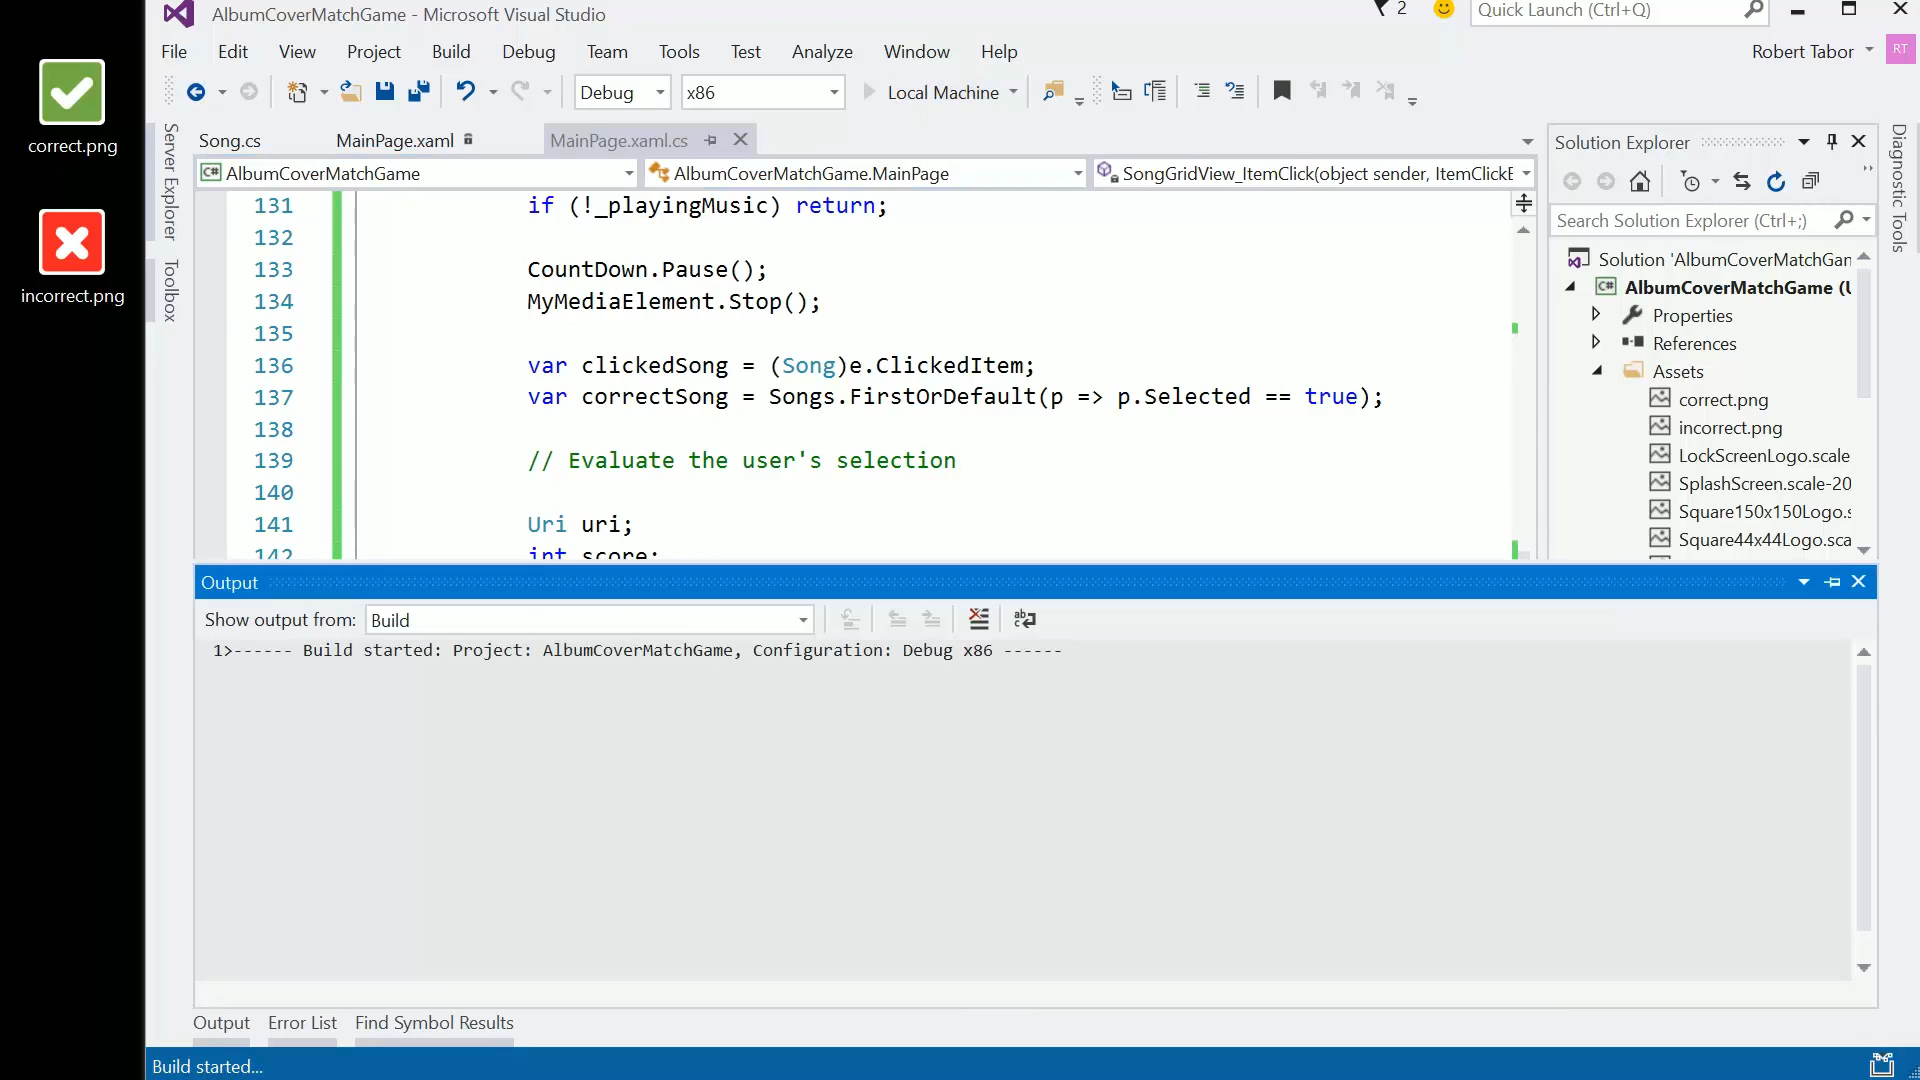 correct.png
incorrect.png
AlbumCoverMatchGame - Microsoft Visual Studio
2
Quick Launch (Ctrl+Q)
File Edit View Project Build Debug Team Tools Test Analyze Window Help
Robert Tabor RT
Debug x86 Local Machine
Server Explorer
Toolbox
Song.cs MainPage.xaml MainPage.xaml.cs
AlbumCoverMatchGame AlbumCoverMatchGame.MainPage SongGridView_ItemClick(object sender, ItemClickE
131 if (!_playingMusic) return;
132
133 CountDown.Pause();
134 MyMediaElement.Stop();
135
136 var clickedSong = (Song)e.ClickedItem;
137 var correctSong = Songs.FirstOrDefault(p => p.Selected == true);
138
139 // Evaluate the user's selection
140
141 Uri uri;
142 int score;
Solution Explorer
Search Solution Explorer (Ctrl+;)
Solution 'AlbumCoverMatchGan
AlbumCoverMatchGame (U
Properties
References
Assets
correct.png
incorrect.png
LockScreenLogo.scale
SplashScreen.scale-20
Square150x150Logo.s
Square44x44Logo.sca
Diagnostic Tools
Output
Show output from: Build
1>------ Build started: Project: AlbumCoverMatchGame, Configuration: Debug x86 ------
Output Error List Find Symbol Results
Build started...